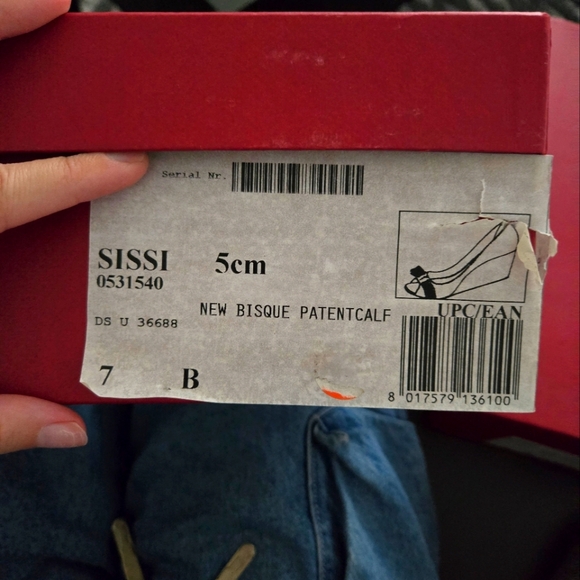 Serial Nr.
SISSI 5cm
0531540
NEW BISQUE PATENTCALF
UPC/EAN
DS U 36688
7 B
8 017579 136100